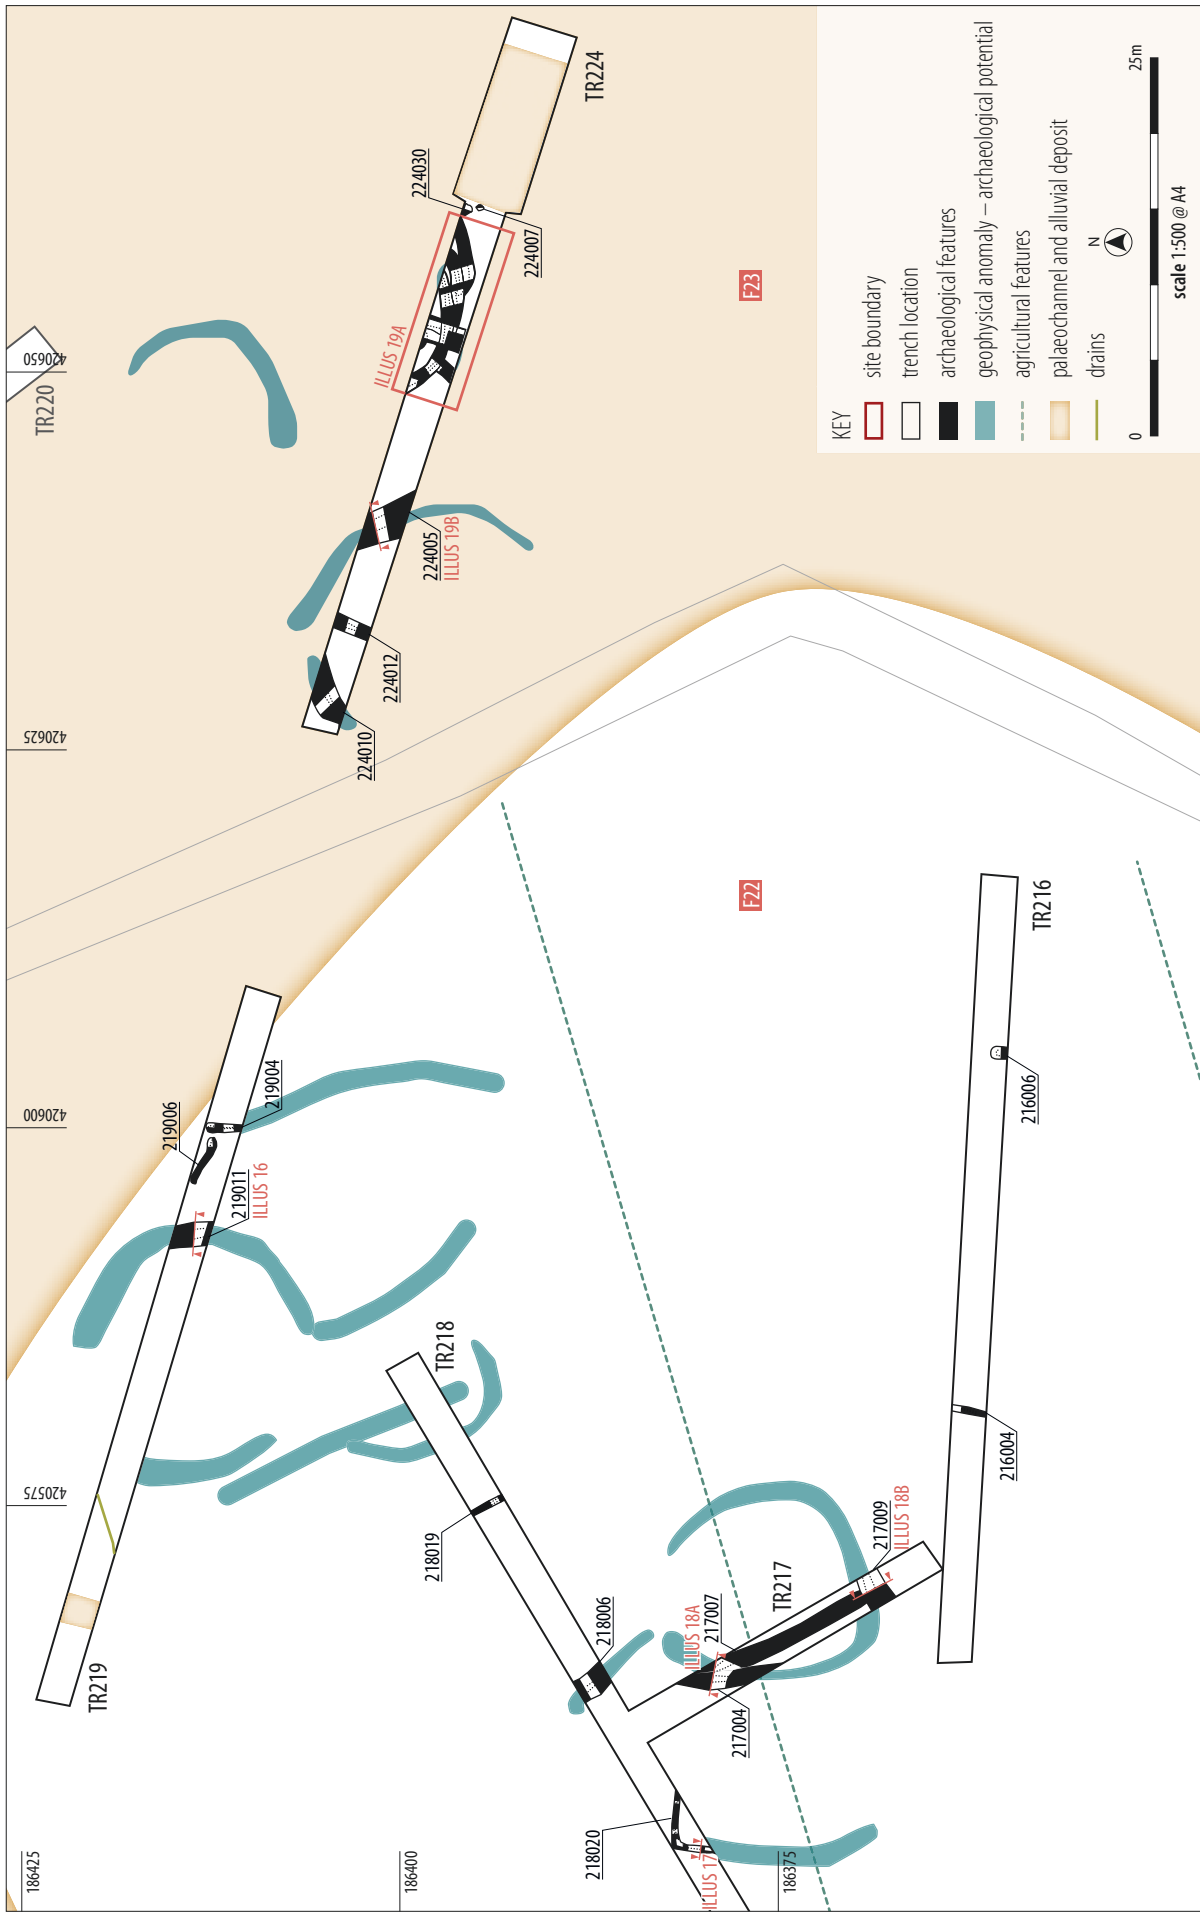 TR224
224030
224007
ILLUS 19A
F23
420650
TR220
224005
ILLUS 19B
224012
224010
420625
F22
TR216
216006
216004
219004
219006
420600
219011
ILLUS 16
TR218
420575
218019
217009
ILLUS 18B
TR217
217007
ILLUS 18A
218006
217004
TR219
218020
ILLUS 17
186425
186400
186375
KEY
site boundary
trench location
archaeological features
geophysical anomaly – archaeological potential
agricultural features
palaeochannel and alluvial deposit
drains
N
0
25m
scale 1:500 @ A4